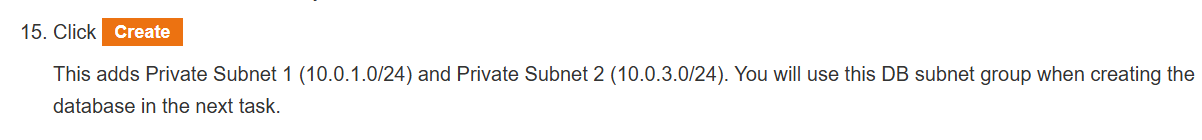 15. Click Create
This adds Private Subnet 1 (10.0.1.0/24) and Private Subnet 2 (10.0.3.0/24). You will use this DB subnet group when creating the
database in the next task.